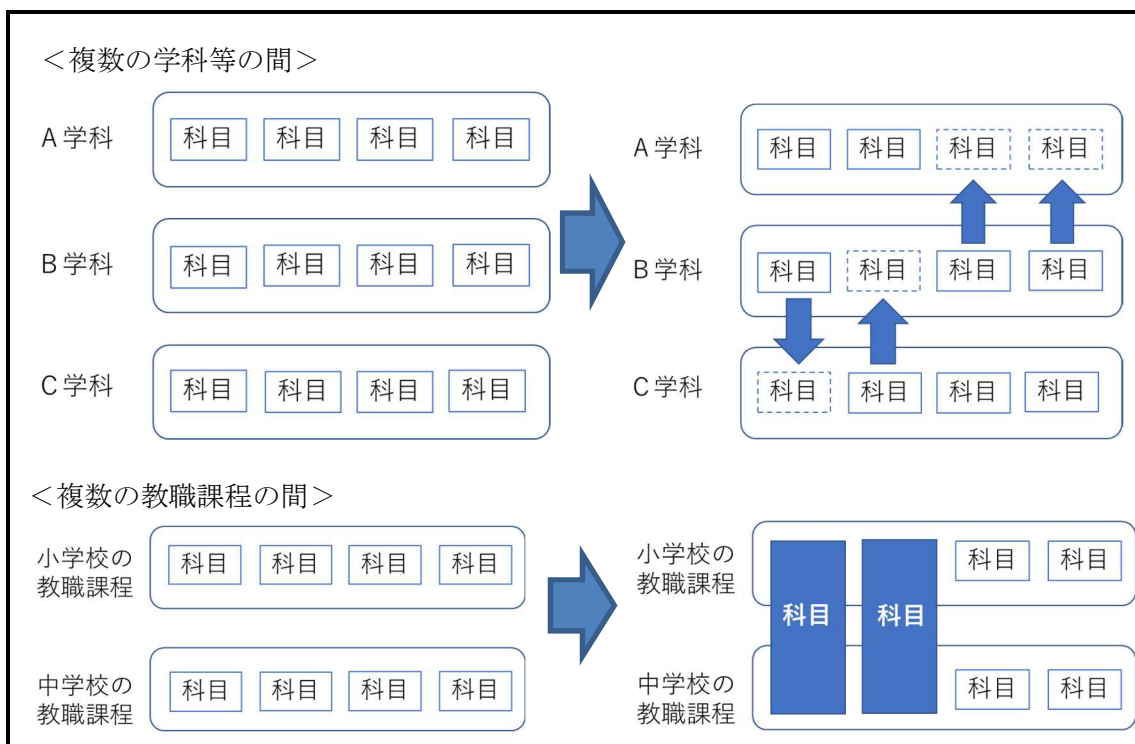 ＜複数の学科等の間＞
A学科 科目 科目 科目 科目
B学科 科目 科目 科目 科目
C学科 科目 科目 科目 科目
A学科 科目 科目 科目 科目
B学科 科目 科目 科目 科目
C学科 科目 科目 科目 科目
＜複数の教職課程の間＞
小学校の
教職課程
科目 科目 科目 科目
中学校の
教職課程
科目 科目 科目 科目
小学校の
教職課程
科目 科目
科目 科目
中学校の
教職課程
科目 科目